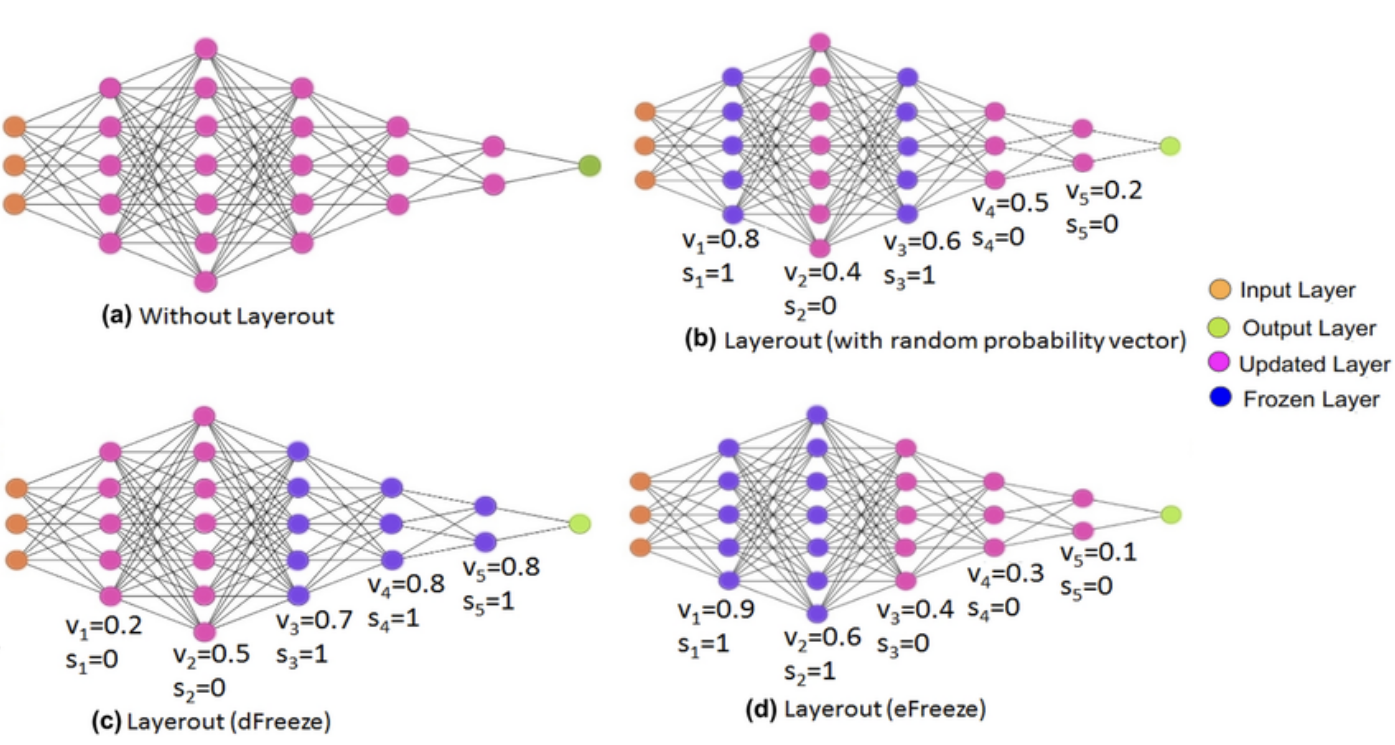 v₁=0.8
s₁=1
v₂=0.4
s₂=0
v₃=0.6
s₃=1
v₄=0.5
s₄=0
v₅=0.2
s₅=0
(a) Without Layerout
(b) Layerout (with random probability vector)
Input Layer
Output Layer
Updated Layer
Frozen Layer
v₁=0.2
s₁=0
v₂=0.5
s₂=0
v₃=0.7
s₃=1
v₄=0.8
s₄=1
v₅=0.8
s₅=1
(c) Layerout (dFreeze)
v₁=0.9
s₁=1
v₂=0.6
s₂=1
v₃=0.4
s₃=0
v₄=0.3
s₄=0
v₅=0.1
s₅=0
(d) Layerout (eFreeze)